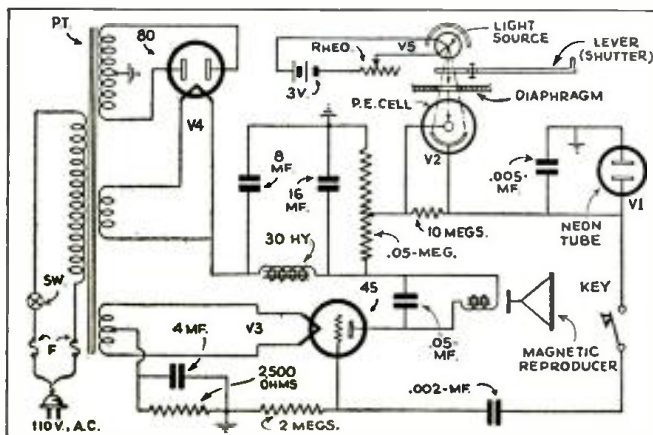 PT.
80
V4
SW.
F
110 V., A.C.
8
MF.
16
MF.
30 HY.
V3
4 MF.
2500
OHMS
2 MEGS.
45
.05-
MF.
.002-MF.
.05-MEG.
10 MEGS.
3V.
RHEO.
V5
LIGHT
SOURCE
LEVER
(SHUTTER)
DIAPHRAGM
P.E. CELL
V2
.005-
MF.
V1
NEON
TUBE
KEY
MAGNETIC
REPRODUCER